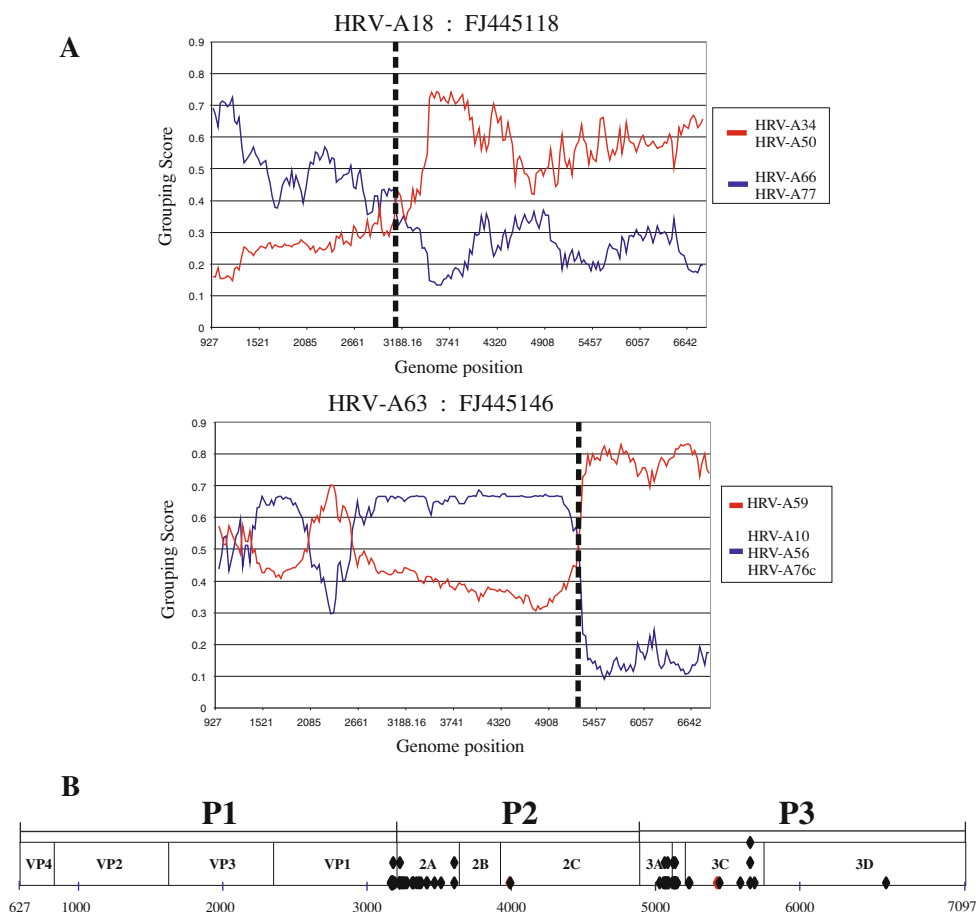 A
HRV-A18 : FJ445118
Grouping Score
0.9
0.8
0.7
0.6
0.5
0.4
0.3
0.2
0.1
0
927 1521 2085 2661 3188.16 3741 4320 4908 5457 6057 6642
Genome position
HRV-A34
HRV-A50
HRV-A66
HRV-A77
HRV-A63 : FJ445146
Grouping Score
0.9
0.8
0.7
0.6
0.5
0.4
0.3
0.2
0.1
0
927 1521 2085 2661 3188.16 3741 4320 4908 5457 6057 6642
Genome position
HRV-A59
HRV-A10
HRV-A56
HRV-A76c
B
P1 P2 P3
VP4 VP2 VP3 VP1 2A 2B 2C 3A 3C 3D
627 1000 2000 3000 4000 5000 6000 7097